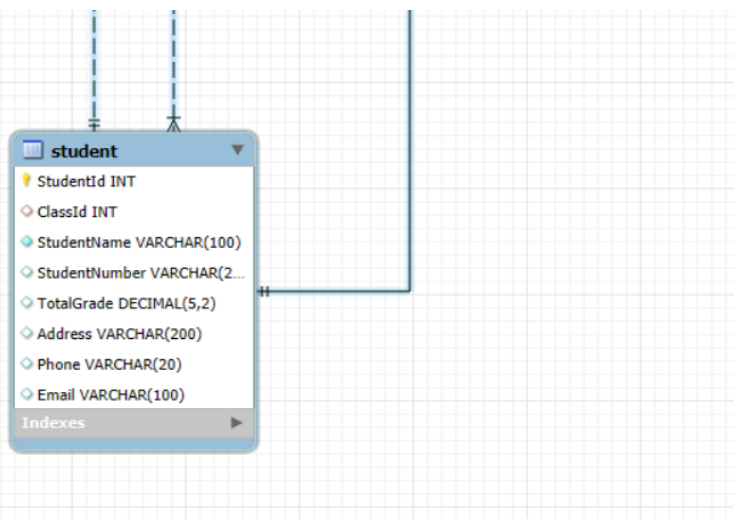 student
StudentId INT
ClassId INT
StudentName VARCHAR(100)
StudentNumber VARCHAR(2...
TotalGrade DECIMAL(5,2)
Address VARCHAR(200)
Phone VARCHAR(20)
Email VARCHAR(100)
Indexes